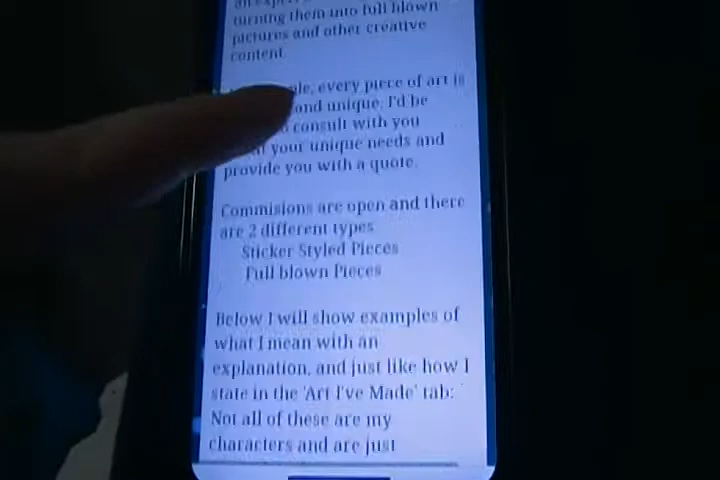 turning them into full blown
pictures and other creative
content.
every piece of art is
and unique. I'd be
consult with you
your unique needs and
provide you with a quote.
Commisions are open and there
are 2 different types
Sticker Styled Pieces
Full blown Pieces
Below I will show examples of
what I mean with an
explanation, and just like how I
state in the 'Art I've Made' tab:
Not all of these are my
characters and are just